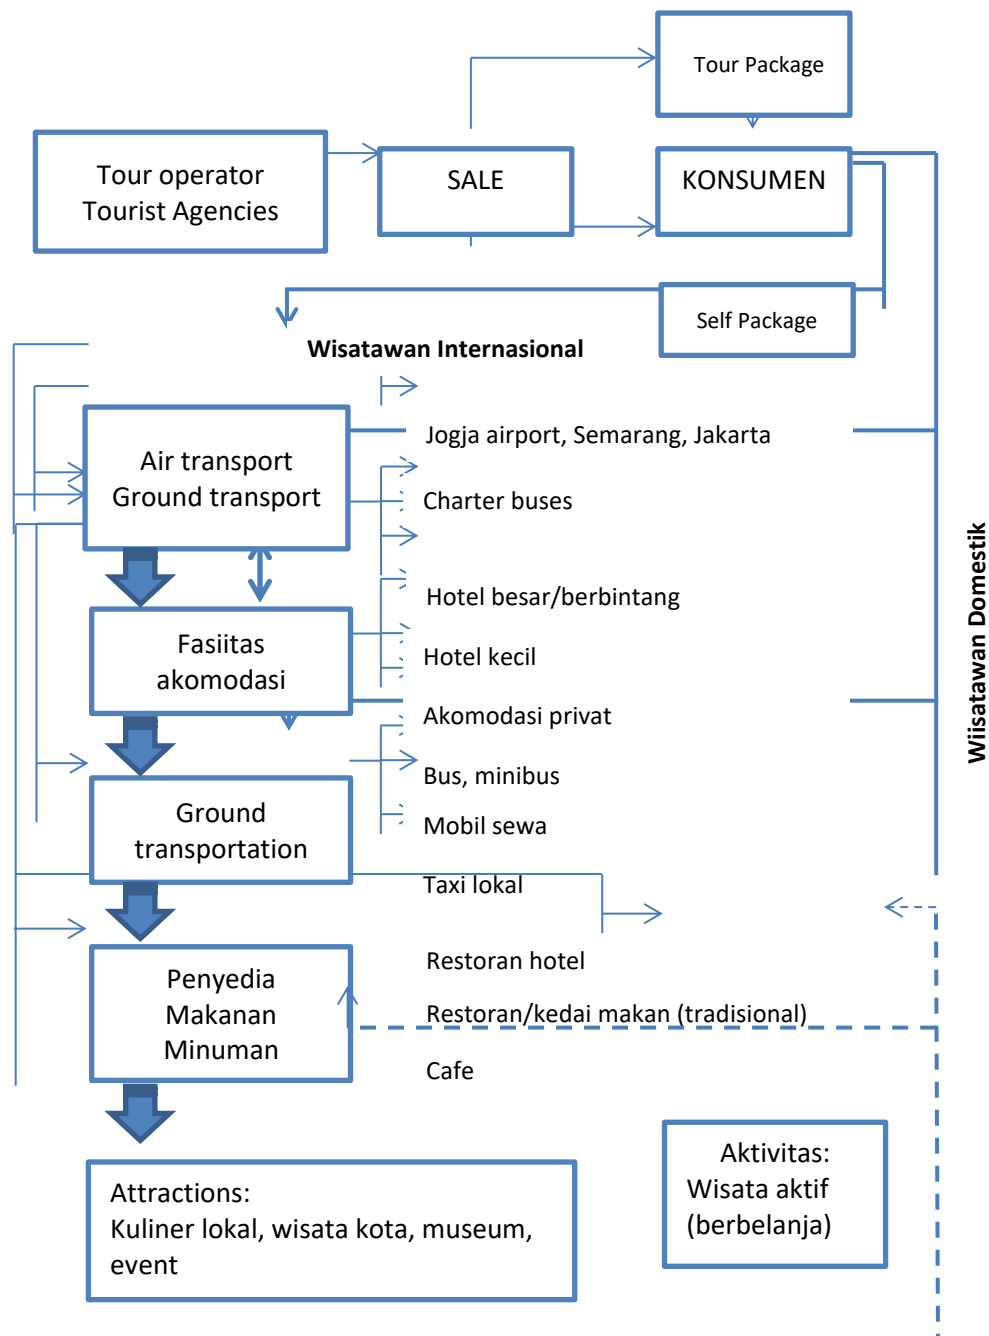 Tour Package
Tour operator
Tourist Agencies
SALE
KONSUMEN
Self Package
Wisatawan Internasional
Air transport
Ground transport
Jogja airport, Semarang, Jakarta
Charter buses
Fasiitas
akomodasi
Hotel besar/berbintang
Hotel kecil
Akomodasi privat
Ground
transportation
Bus, minibus
Mobil sewa
Taxi lokal
Penyedia
Makanan
Minuman
Restoran hotel
Restoran/kedai makan (tradisional)
Cafe
Wiisatawan Domestik
Attractions:
Kuliner lokal, wisata kota, museum,
event
Aktivitas:
Wisata aktif
(berbelanja)